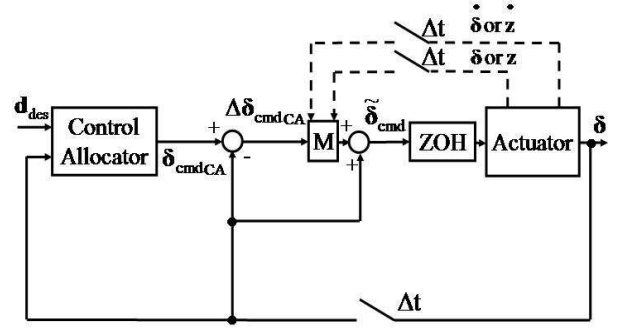 Δt δ̇ or ż
Δt δ or z
d_des
Control
Allocator
+
δ_cmdCA
-
Δδ_cmdCA
M
+
+
δ̃_cmd
ZOH
Actuator
δ
Δt